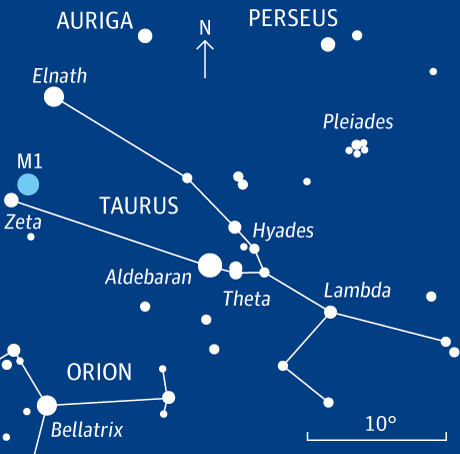 PERSEUS
AURIGA
N
Elnath
Pleiades
M1
TAURUS
Zeta
Hyades
Aldebaran
Theta
Lambda
ORION
10°
Bellatrix